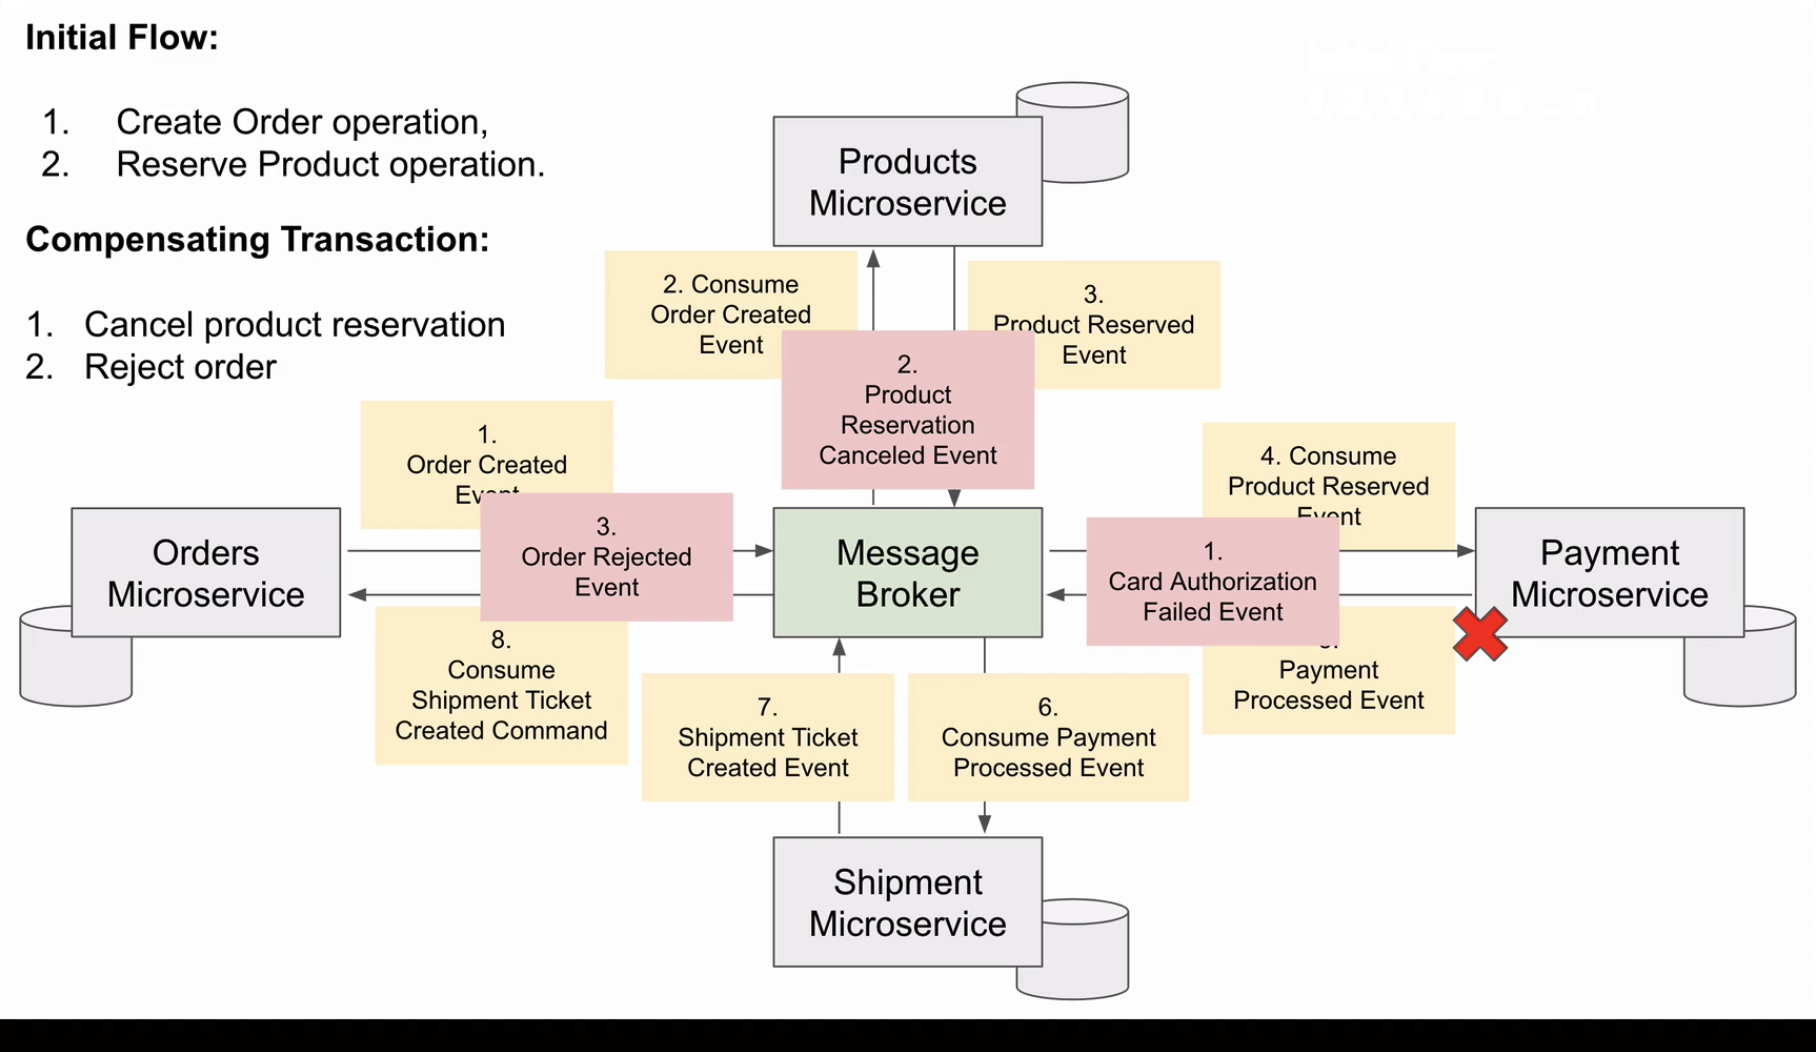 Initial Flow:
1. Create Order operation,
2. Reserve Product operation.
Compensating Transaction:
1. Cancel product reservation
2. Reject order
Products
Microservice
2. Consume
Order Created
Event
3.
Product Reserved
Event
2.
Product
Reservation
Canceled Event
1.
Order Created
Event
3.
Order Rejected
Event
Orders
Microservice
Message
Broker
4. Consume
Product Reserved
Event
1.
Card Authorization
Failed Event
Payment
Microservice
Payment
Processed Event
8.
Consume
Shipment Ticket
Created Command
7.
Shipment Ticket
Created Event
6.
Consume Payment
Processed Event
Shipment
Microservice